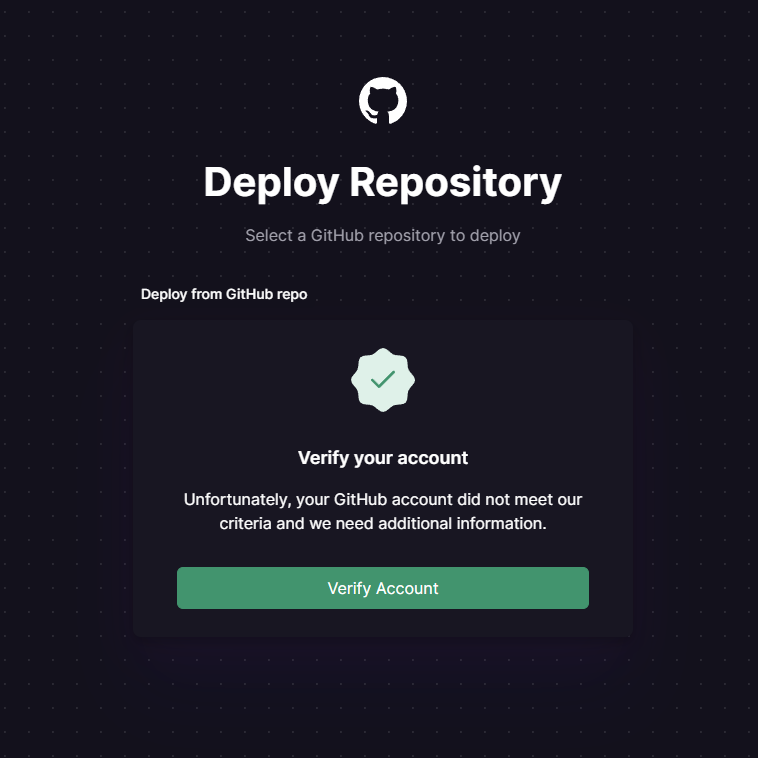 Deploy Repository
Select a GitHub repository to deploy
Deploy from GitHub repo
Verify your account
Unfortunately, your GitHub account did not meet our
criteria and we need additional information.
Verify Account